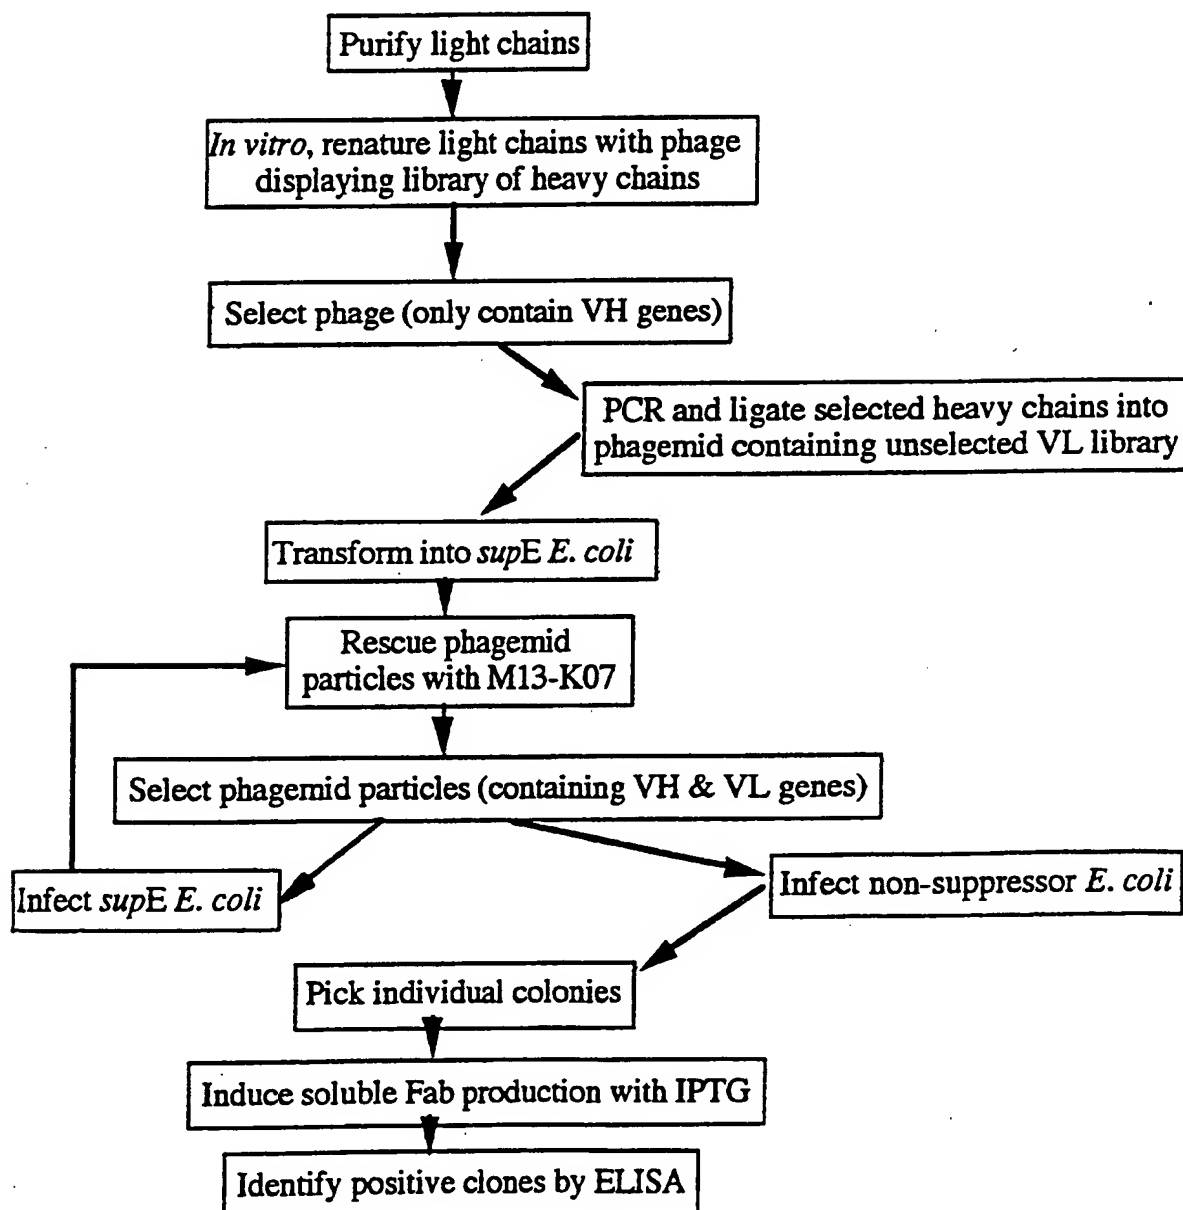 Purify light chains
In vitro, renature light chains with phage
displaying library of heavy chains
Select phage (only contain VH genes)
PCR and ligate selected heavy chains into
phagemid containing unselected VL library
Transform into supE E. coli
Rescue phagemid
particles with M13-K07
Select phagemid particles (containing VH & VL genes)
Infect supE E. coli
Infect non-suppressor E. coli
Pick individual colonies
Induce soluble Fab production with IPTG
Identify positive clones by ELISA